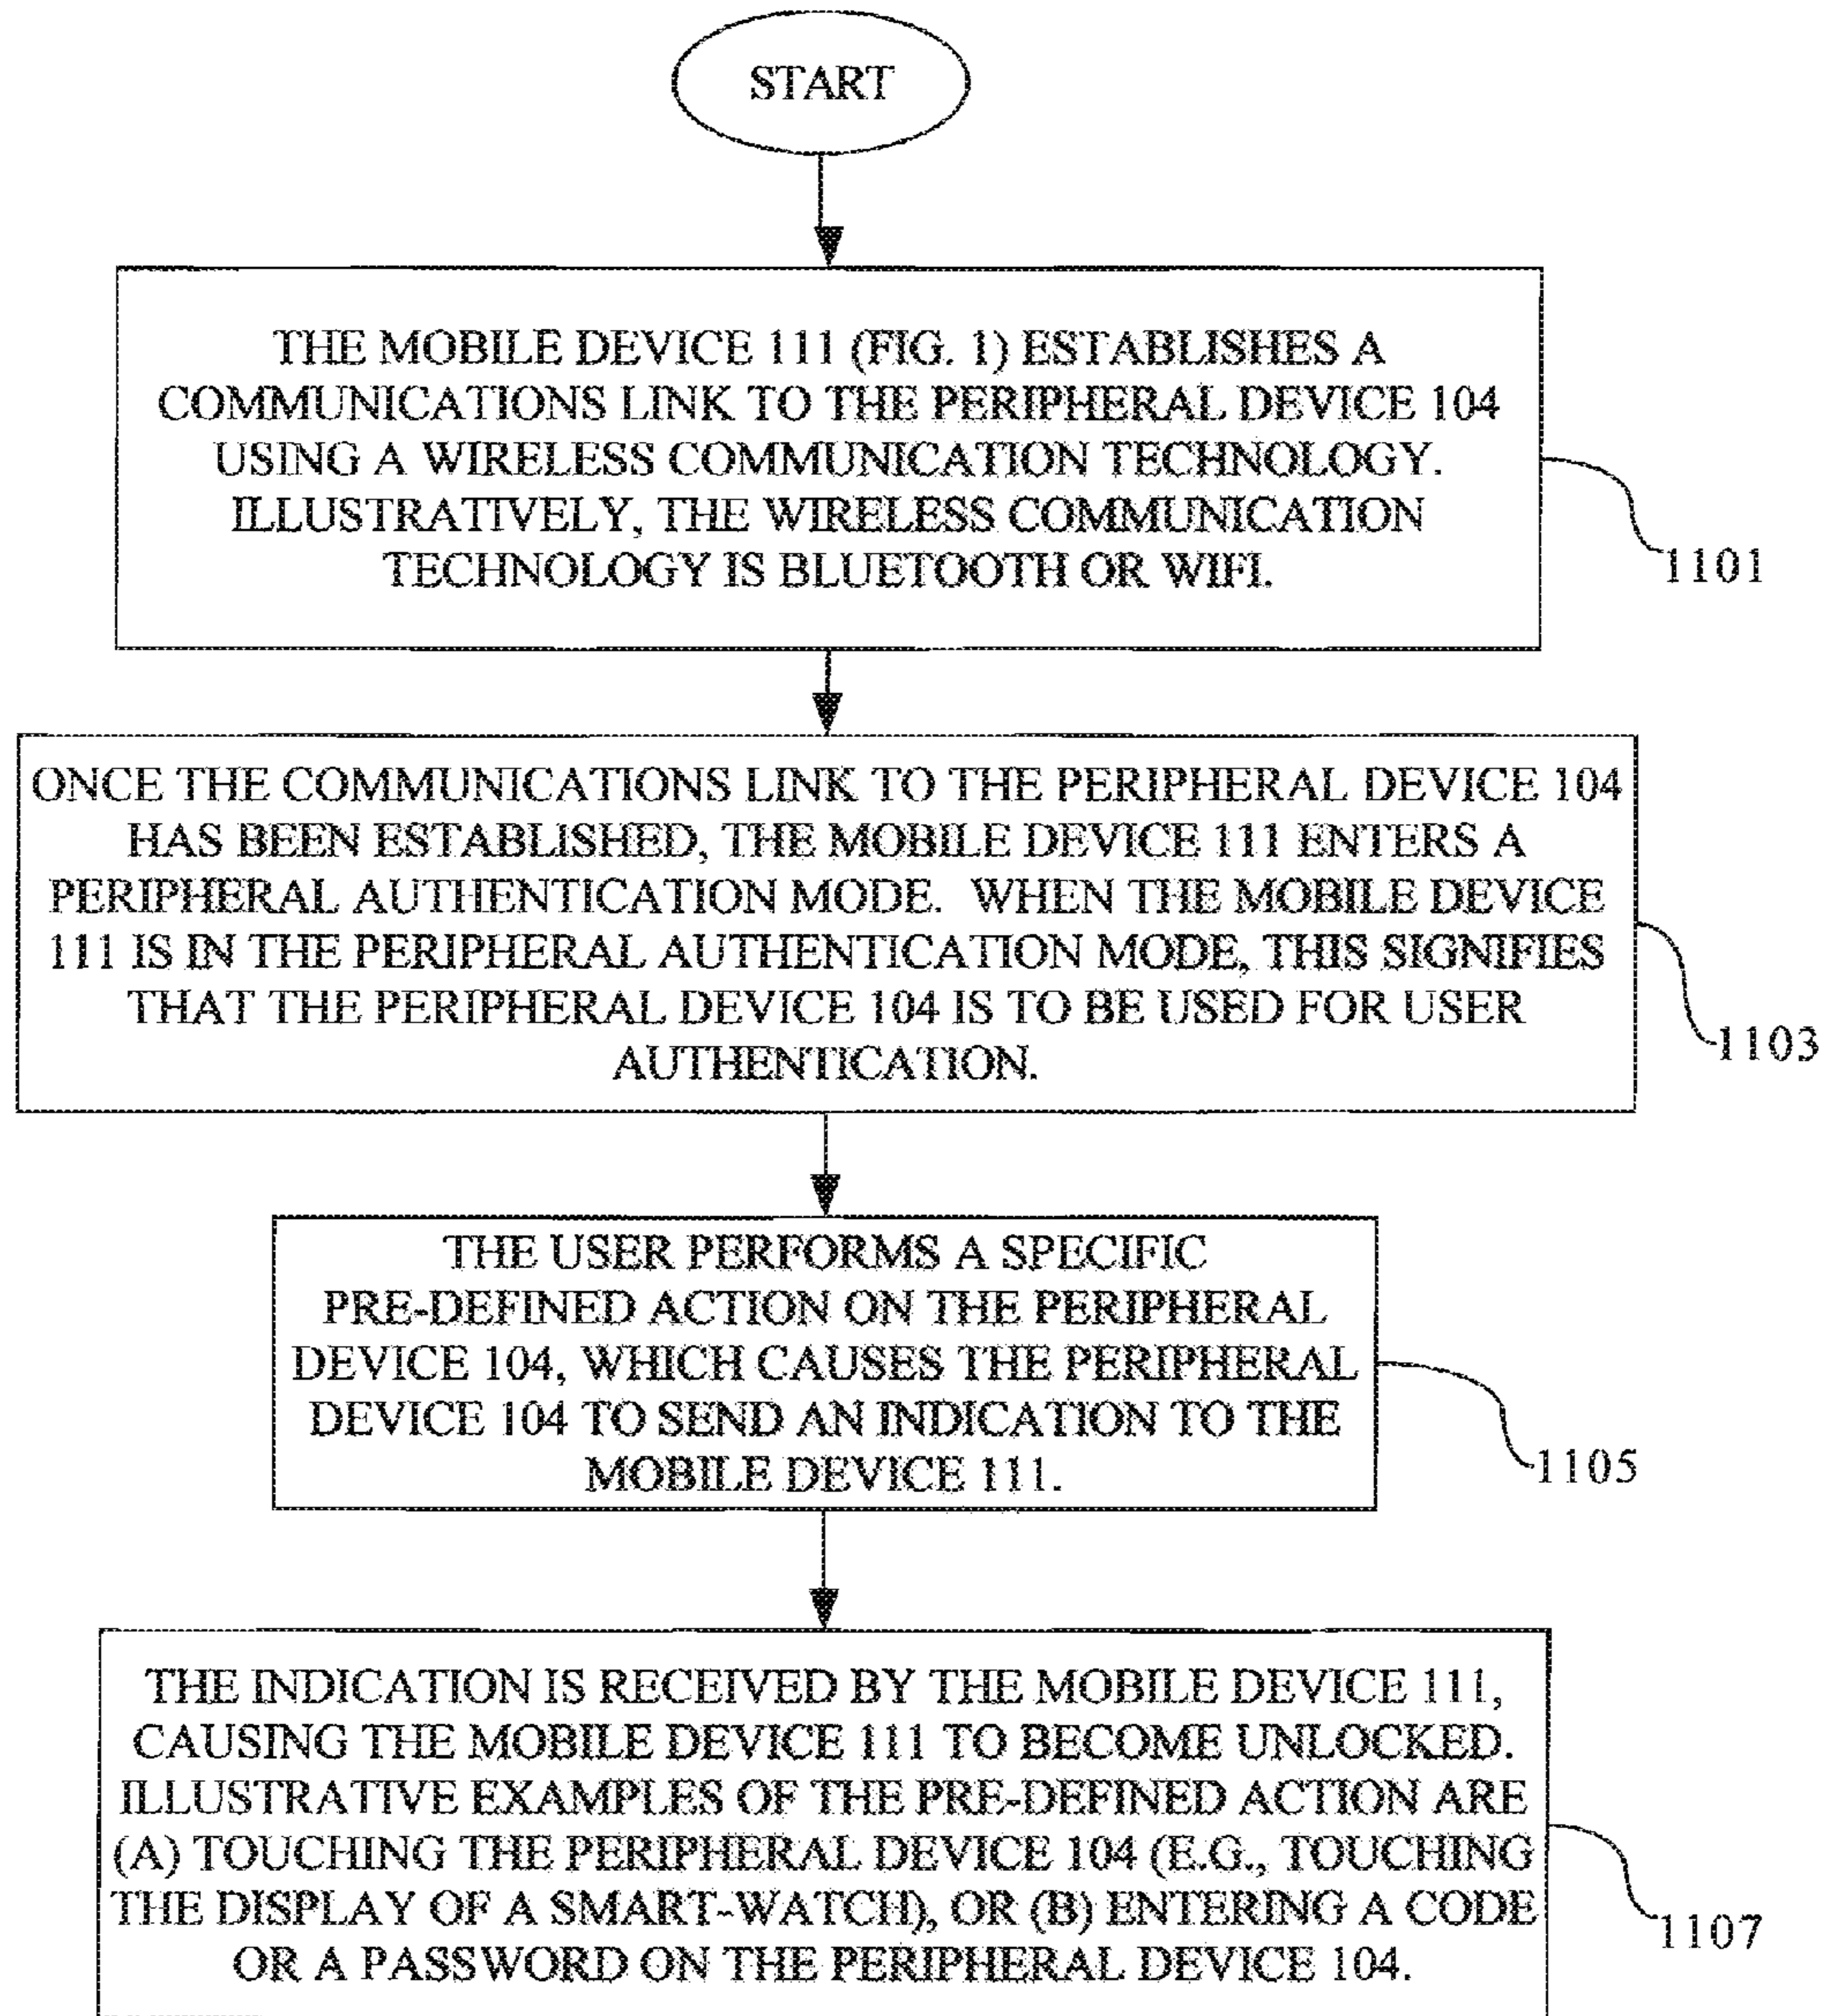 START
THE MOBILE DEVICE 111 (FIG. 1) ESTABLISHES A
COMMUNICATIONS LINK TO THE PERIPHERAL DEVICE 104
USING A WIRELESS COMMUNICATION TECHNOLOGY.
ILLUSTRATIVELY, THE WIRELESS COMMUNICATION
TECHNOLOGY IS BLUETOOTH OR WIFI.
1101
ONCE THE COMMUNICATIONS LINK TO THE PERIPHERAL DEVICE 104
HAS BEEN ESTABLISHED, THE MOBILE DEVICE 111 ENTERS A
PERIPHERAL AUTHENTICATION MODE. WHEN THE MOBILE DEVICE
111 IS IN THE PERIPHERAL AUTHENTICATION MODE, THIS SIGNIFIES
THAT THE PERIPHERAL DEVICE 104 IS TO BE USED FOR USER
AUTHENTICATION.
1103
THE USER PERFORMS A SPECIFIC
PRE-DEFINED ACTION ON THE PERIPHERAL
DEVICE 104, WHICH CAUSES THE PERIPHERAL
DEVICE 104 TO SEND AN INDICATION TO THE
MOBILE DEVICE 111.
1105
THE INDICATION IS RECEIVED BY THE MOBILE DEVICE 111,
CAUSING THE MOBILE DEVICE 111 TO BECOME UNLOCKED.
ILLUSTRATIVE EXAMPLES OF THE PRE-DEFINED ACTION ARE
(A) TOUCHING THE PERIPHERAL DEVICE 104 (E.G., TOUCHING
THE DISPLAY OF A SMART-WATCH), OR (B) ENTERING A CODE
OR A PASSWORD ON THE PERIPHERAL DEVICE 104.
1107